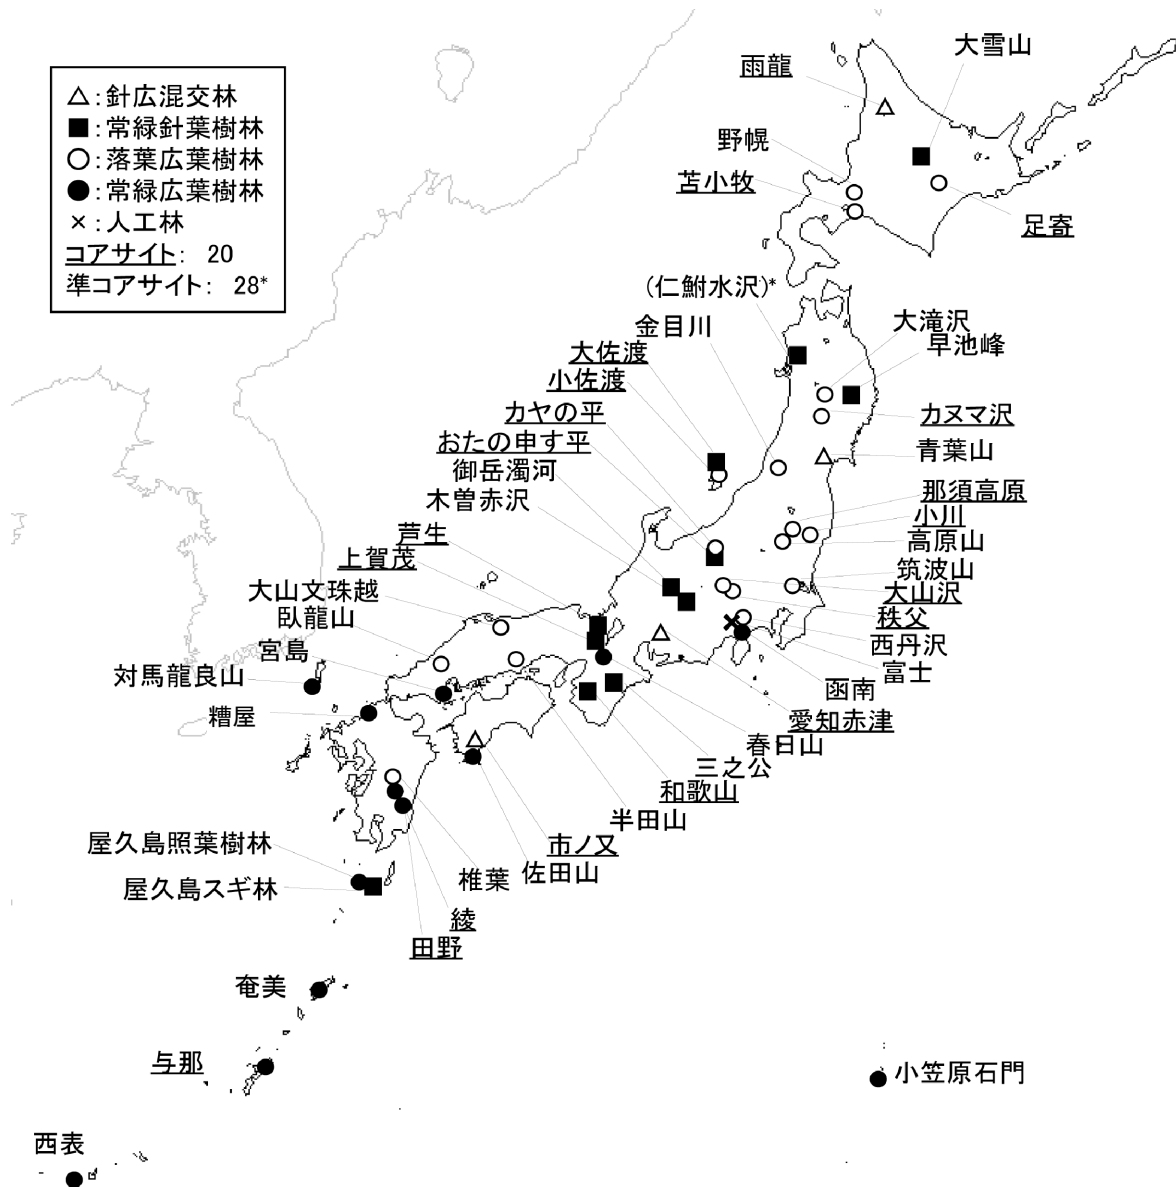 △：針広混交林
■：常緑針葉樹林
○：落葉広葉樹林
●：常緑広葉樹林
×：人工林
コアサイト： 20
準コアサイト： 28*
大雪山
雨龍
野幌
苫小牧
足寄
(仁鮒水沢)*
金目川
大滝沢
早池峰
大佐渡
小佐渡
カヤの平
カヌマ沢
おたの申す平
青葉山
御岳濁河
木曽赤沢
那須高原
小川
芦生
高原山
上賀茂
筑波山
大山文珠越
大山沢
臥龍山
秩父
宮島
西丹沢
対馬龍良山
富士
函南
糟屋
愛知赤津
春日山
三之公
和歌山
半田山
屋久島照葉樹林
市ノ又
佐田山
椎葉
屋久島スギ林
綾
田野
奄美
与那
小笠原石門
西表